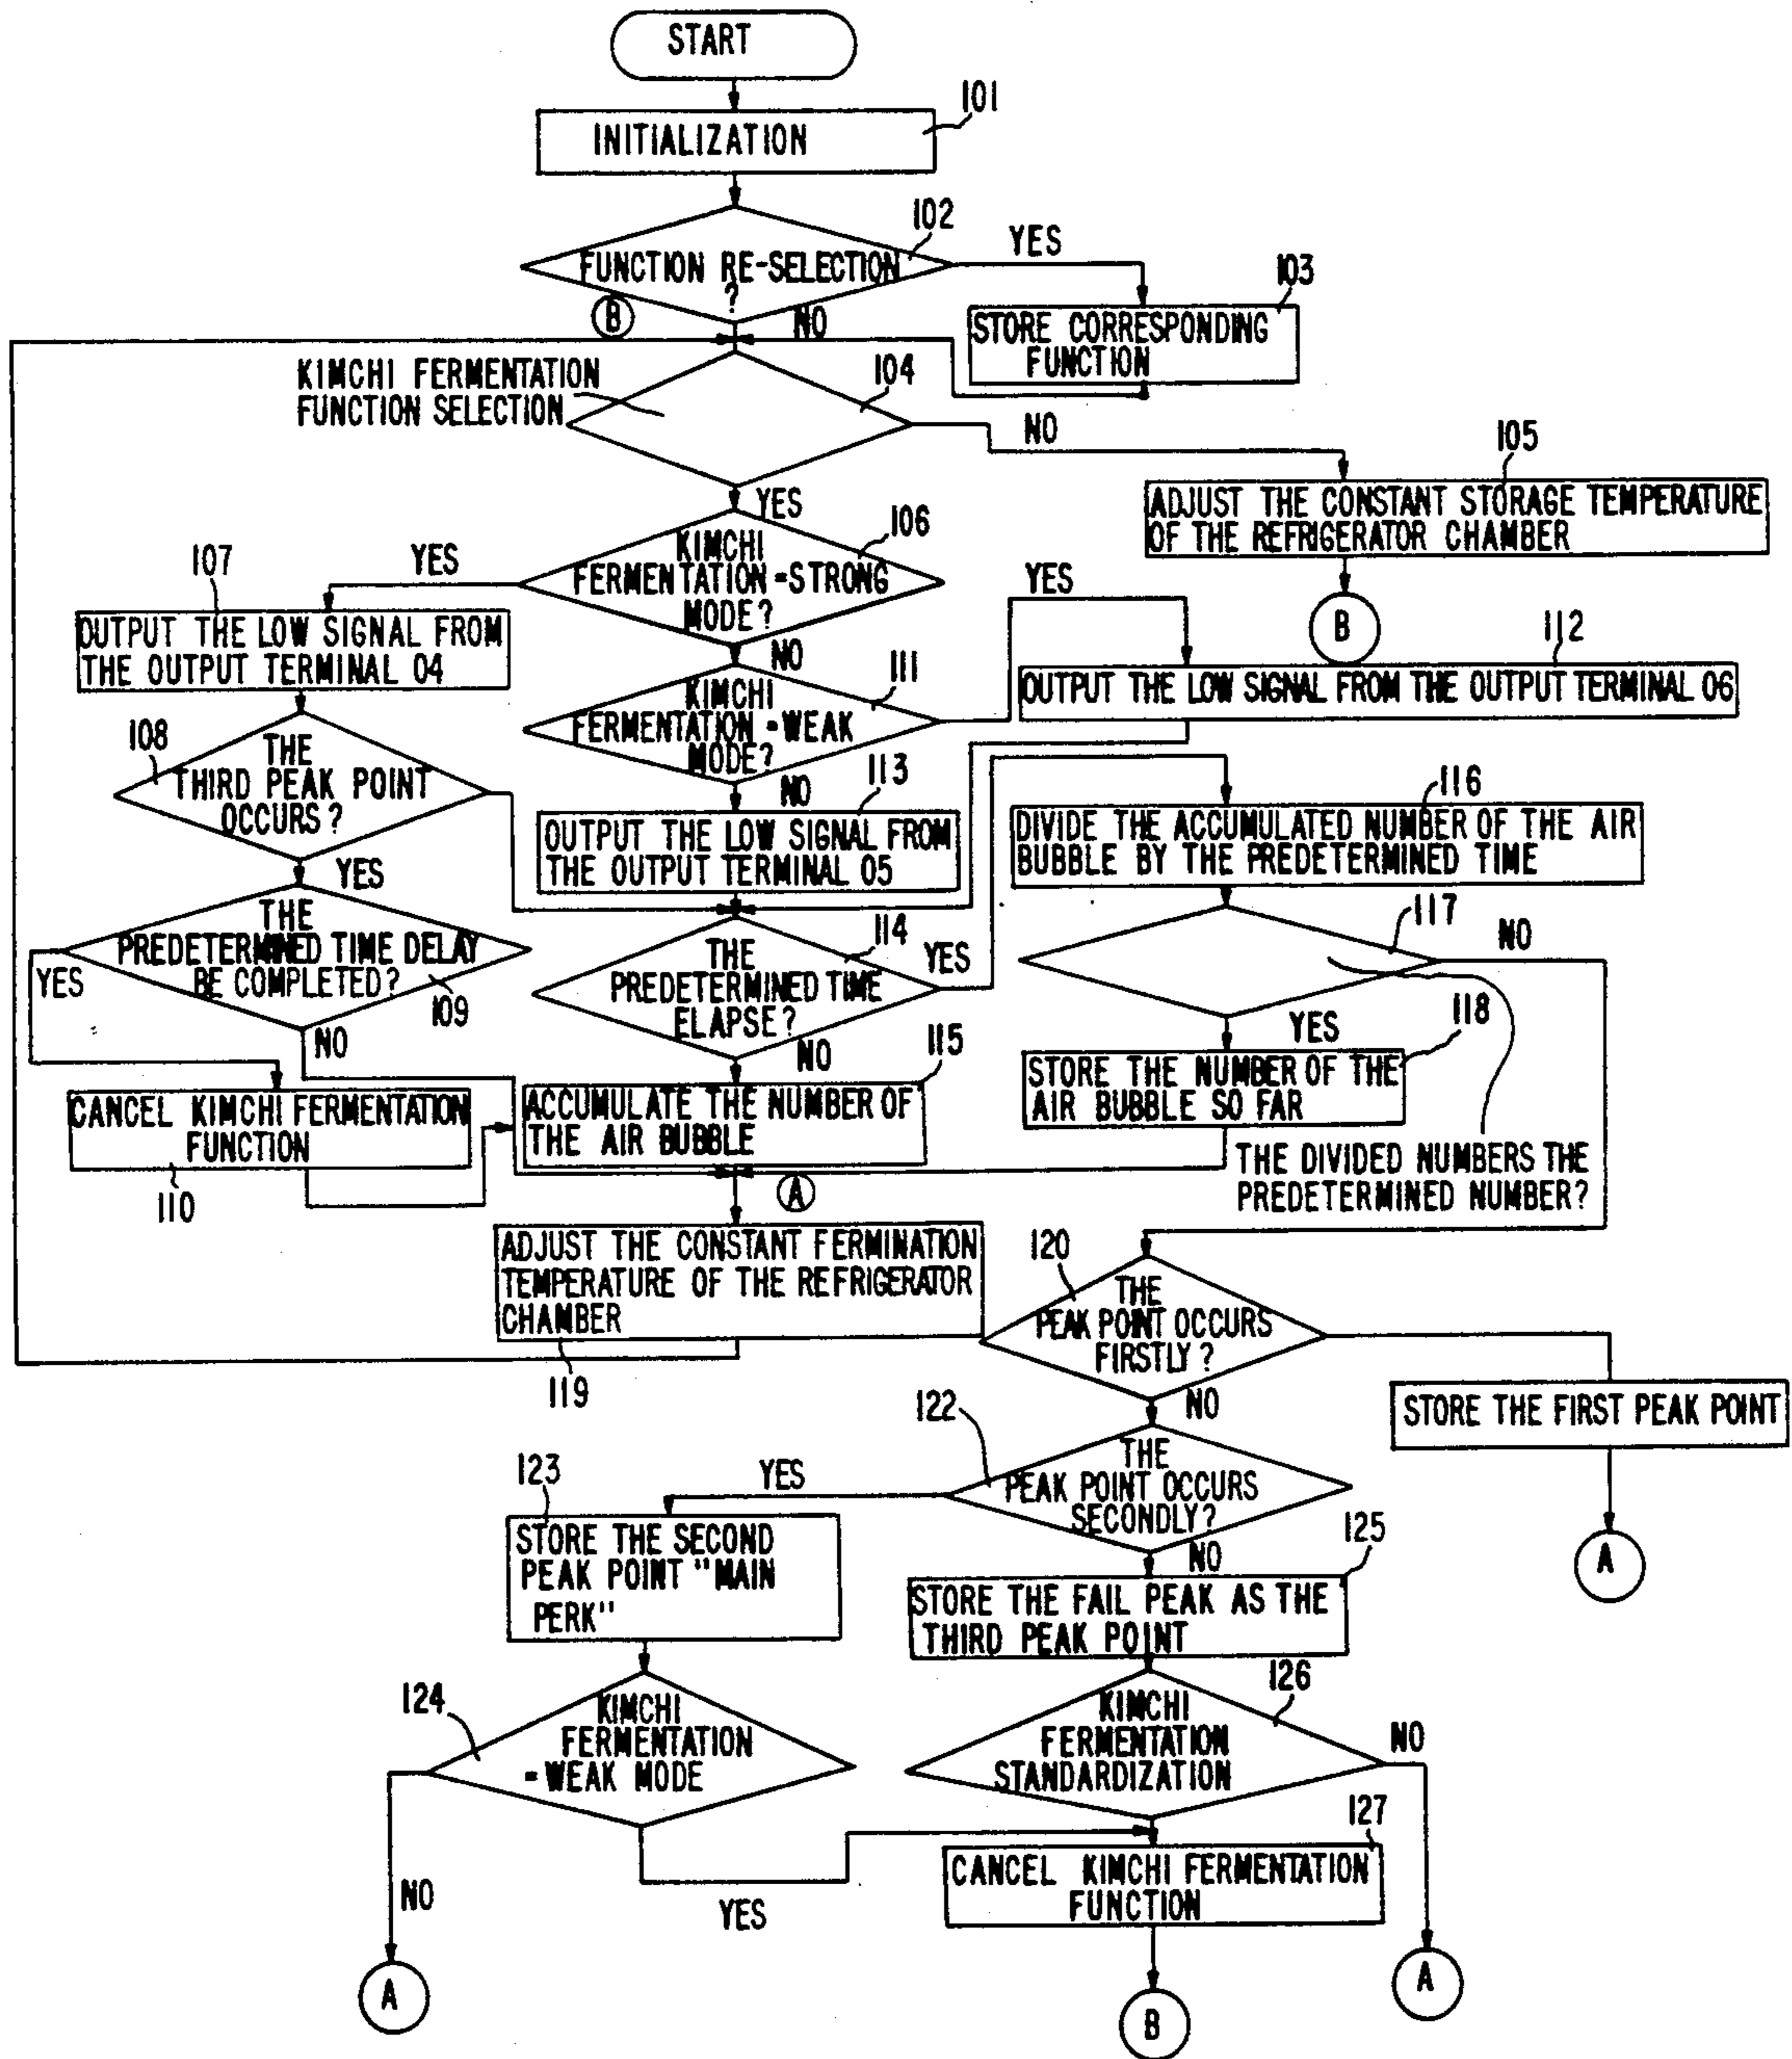 START
101
INITIALIZATION
102
FUNCTION RE-SELECTION
?
YES
103
STORE CORRESPONDING
FUNCTION
B
NO
KIMCHI FERMENTATION
FUNCTION SELECTION
104
NO
105
ADJUST THE CONSTANT STORAGE TEMPERATURE
OF THE REFRIGERATOR CHAMBER
B
YES
106
KIMCHI
FERMENTATION = STRONG
MODE?
YES
107
OUTPUT THE LOW SIGNAL FROM
THE OUTPUT TERMINAL 04
NO
111
KIMCHI
FERMENTATION = WEAK
MODE?
YES
112
OUTPUT THE LOW SIGNAL FROM THE OUTPUT TERMINAL 06
108
THE
THIRD PEAK POINT
OCCURS?
YES
NO
113
OUTPUT THE LOW SIGNAL FROM
THE OUTPUT TERMINAL 05
116
DIVIDE THE ACCUMULATED NUMBER OF THE AIR
BUBBLE BY THE PREDETERMINED TIME
THE
PREDETERMINED TIME DELAY
BE COMPLETED?
109
YES
NO
114
THE
PREDETERMINED TIME
ELAPSE?
YES
NO
117
NO
YES
118
STORE THE NUMBER OF THE
AIR BUBBLE SO FAR
THE DIVIDED NUMBERS THE
PREDETERMINED NUMBER?
CANCEL KIMCHI FERMENTATION
FUNCTION
110
115
ACCUMULATE THE NUMBER OF
THE AIR BUBBLE
A
ADJUST THE CONSTANT FERMINATION
TEMPERATURE OF THE REFRIGERATOR
CHAMBER
119
120
THE
PEAK POINT OCCURS
FIRSTLY?
NO
STORE THE FIRST PEAK POINT
A
122
THE
PEAK POINT OCCURS
SECONDLY?
YES
NO
123
STORE THE SECOND
PEAK POINT "MAIN
PERK"
125
STORE THE FAIL PEAK AS THE
THIRD PEAK POINT
124
KIMCHI
FERMENTATION
= WEAK MODE
NO
YES
A
126
KIMCHI
FERMENTATION
STANDARDIZATION
NO
127
CANCEL KIMCHI FERMENTATION
FUNCTION
A
B